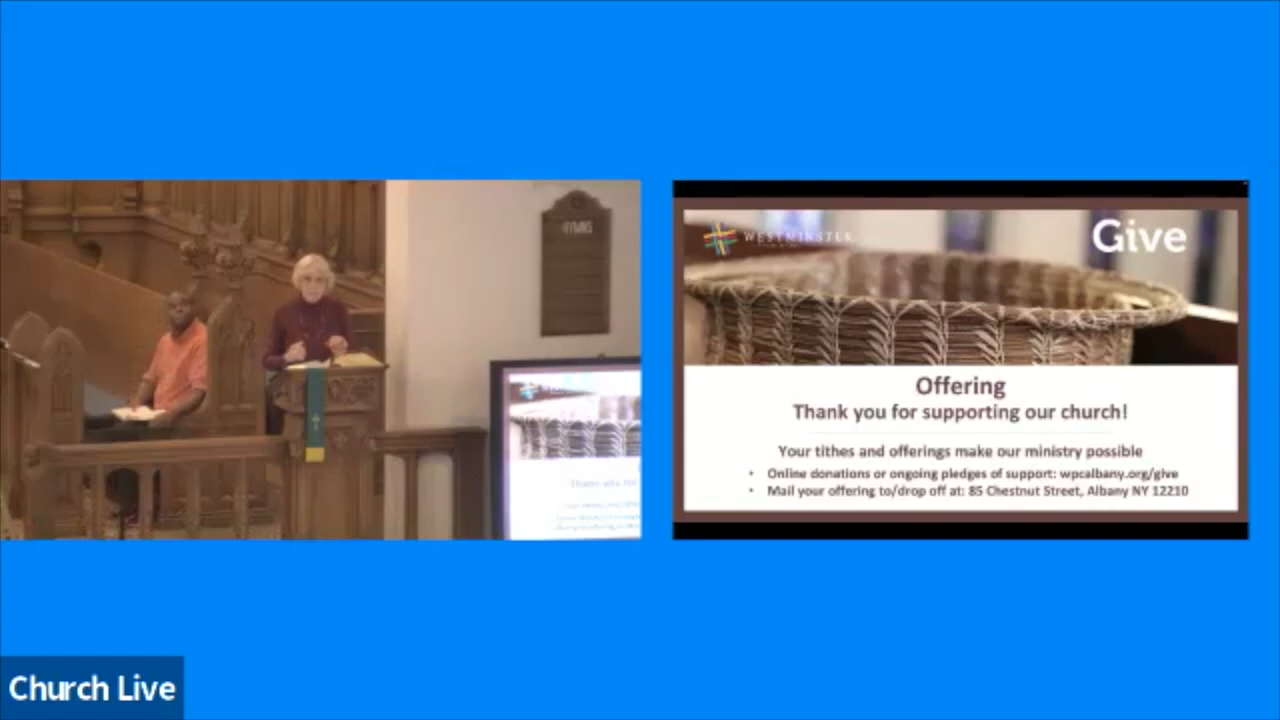 HYMNS
WESTMINSTER
Give
Offering
Thank you for supporting our church!
Your tithes and offerings make our ministry possible
• Online donations or ongoing pledges of support: wpcalbany.org/give
• Mail your offering to/drop off at: 85 Chestnut Street, Albany NY 12210
Church Live